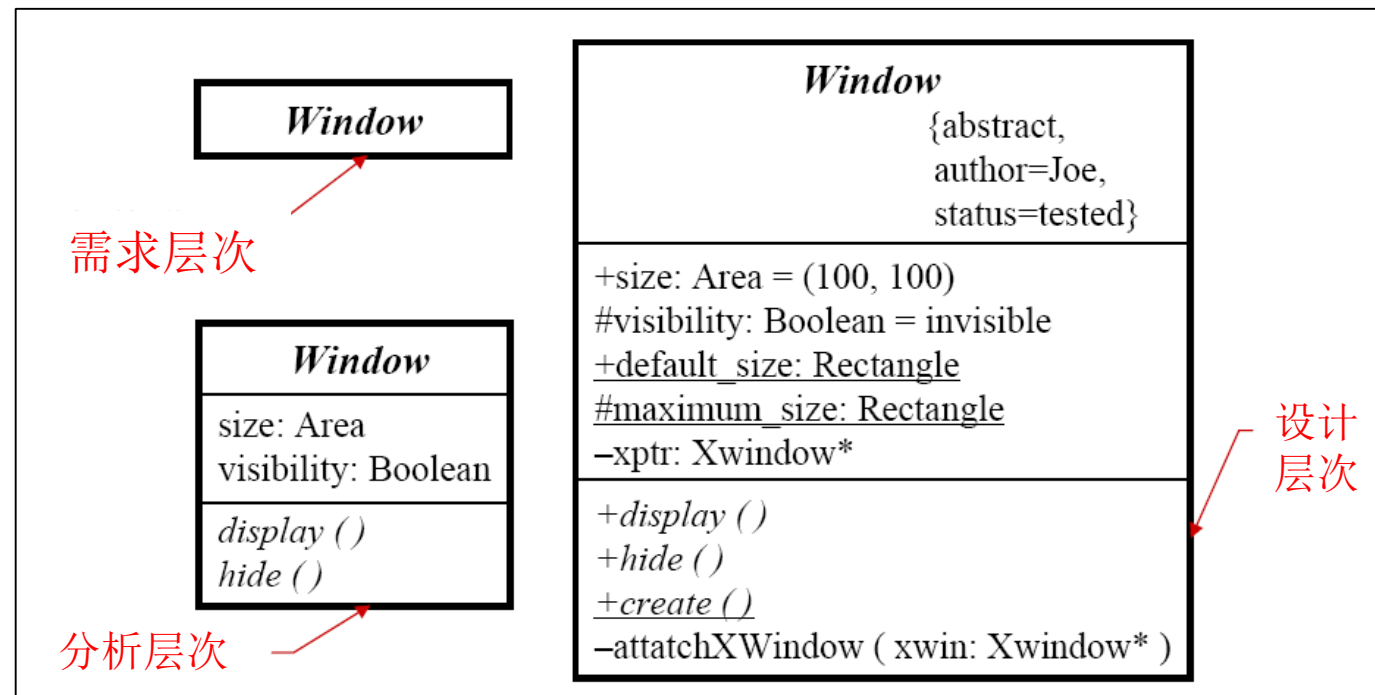 Window
需求层次
Window
size: Area
visibility: Boolean
display ( )
hide ( )
分析层次
Window
{abstract,
author=Joe,
status=tested}
+size: Area = (100, 100)
#visibility: Boolean = invisible
+default_size: Rectangle
#maximum_size: Rectangle
–xptr: Xwindow*
+display ( )
+hide ( )
+create ( )
–attatchXWindow ( xwin: Xwindow* )
设计
层次